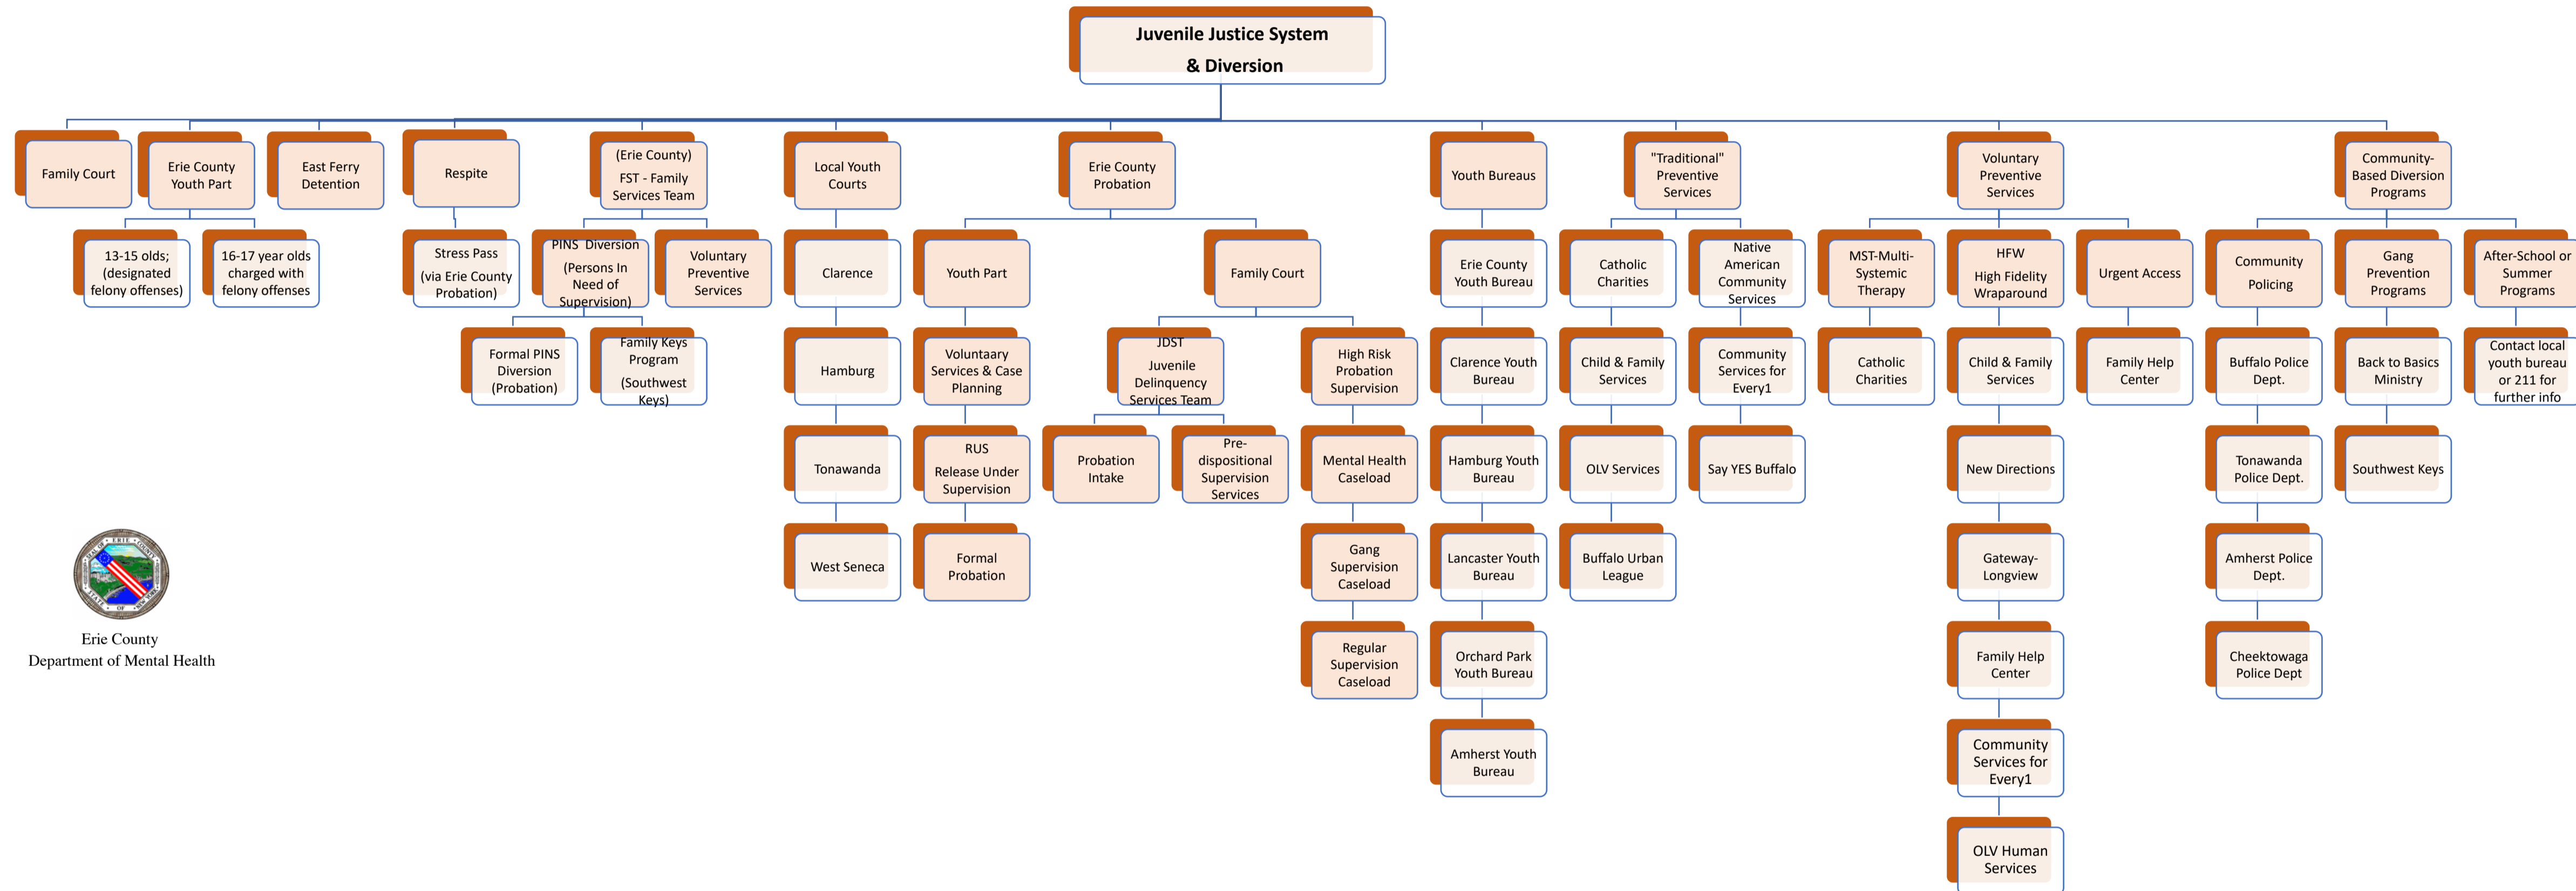 Juvenile Justice System
& Diversion
Family Court
Erie County
Youth Part
East Ferry
Detention
Respite
(Erie County)
FST - Family
Services Team
Local Youth
Courts
Erie County
Probation
Youth Bureaus
"Traditional"
Preventive
Services
Voluntary
Preventive
Services
Community-
Based Diversion
Programs
13-15 olds;
(designated
felony offenses)
16-17 year olds
charged with
felony offenses
Stress Pass
(via Erie County
Probation)
PINS Diversion
(Persons In
Need of
Supervision)
Voluntary
Preventive
Services
Clarence
Youth Part
Family Court
Erie County
Youth Bureau
Catholic
Charities
Native
American
Community
Services
MST-Multi-
Systemic
Therapy
HFW
High Fidelity
Wraparound
Urgent Access
Community
Policing
Gang
Prevention
Programs
After-School or
Summer
Programs
Formal PINS
Diversion
(Probation)
Family Keys
Program
(Southwest
Keys)
Hamburg
Voluntaary
Services & Case
Planning
JDST
Juvenile
Delinquency
Services Team
High Risk
Probation
Supervision
Clarence Youth
Bureau
Child & Family
Services
Community
Services for
Every1
Catholic
Charities
Child & Family
Services
Family Help
Center
Buffalo Police
Dept.
Back to Basics
Ministry
Contact local
youth bureau
or 211 for
further info
Tonawanda
RUS
Release Under
Supervision
Probation
Intake
Pre-
dispositional
Supervision
Services
Mental Health
Caseload
Hamburg Youth
Bureau
OLV Services
Say YES Buffalo
New Directions
Tonawanda
Police Dept.
Southwest Keys
West Seneca
Formal
Probation
Gang
Supervision
Caseload
Lancaster Youth
Bureau
Buffalo Urban
League
Gateway-
Longview
Amherst Police
Dept.
SEAL OF ERIE COUNTY
STATE OF NEW YORK
Erie County
Department of Mental Health
Regular
Supervision
Caseload
Orchard Park
Youth Bureau
Family Help
Center
Cheektowaga
Police Dept
Amherst Youth
Bureau
Community
Services for
Every1
OLV Human
Services